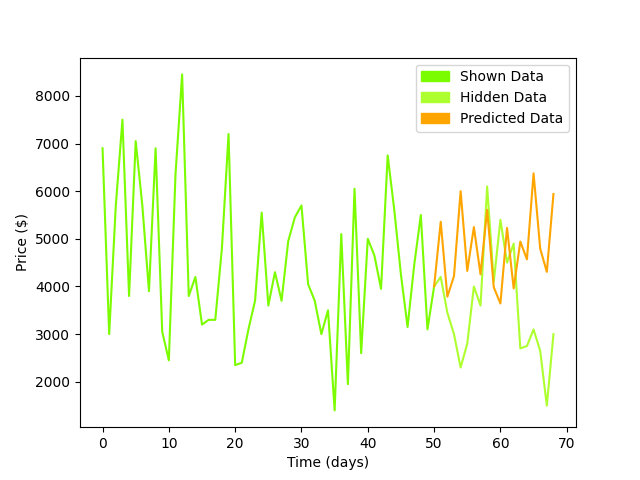 Shown Data
Hidden Data
Predicted Data
8000
7000
6000
5000
4000
3000
2000
Price ($)
0 10 20 30 40 50 60 70
Time (days)